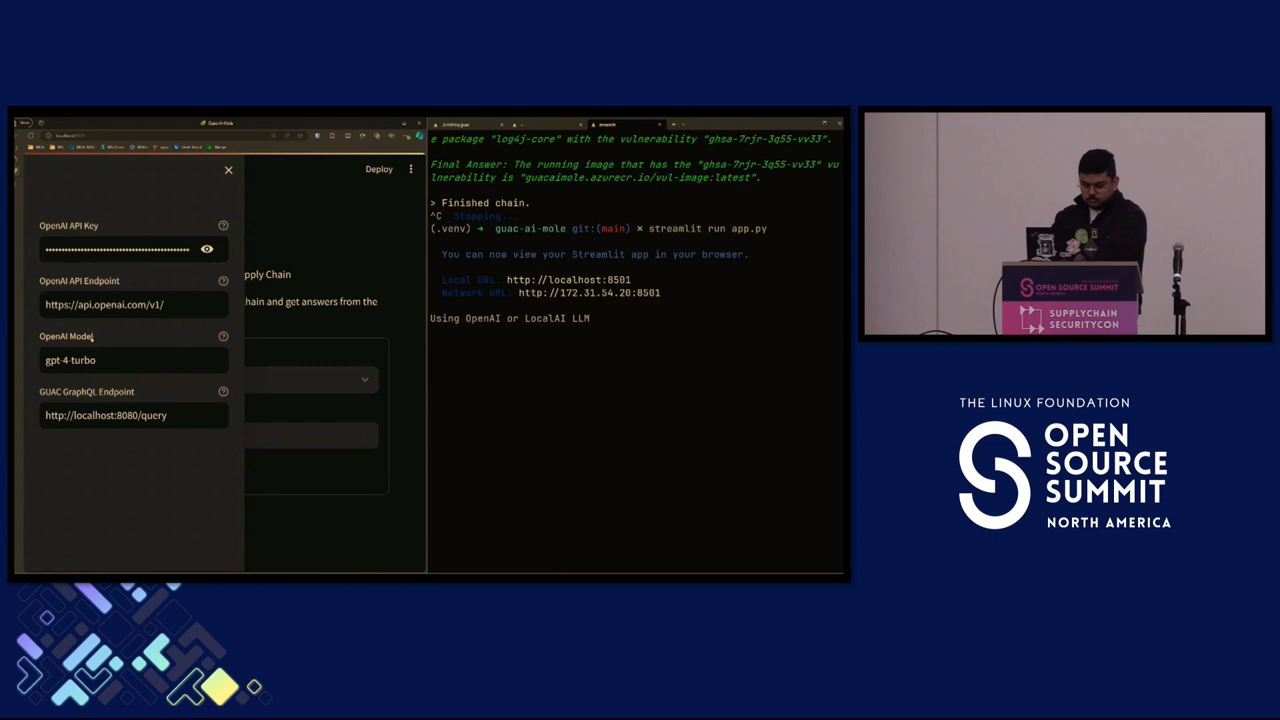 Guac-AI-Mole
Deploy
OpenAI API Key
OpenAI API Endpoint
https://api.openai.com/v1/
OpenAI Model
gpt-4-turbo
GUAC GraphQL Endpoint
http://localhost:8080/query
pply Chain
hain and get answers from the
streamlit
e package "log4j-core" with the vulnerability "ghsa-7rjr-3q55-vv33".
Final Answer: The running image that has the "ghsa-7rjr-3q55-vv33" vu
lnerability is "guacaimole.azurecr.io/vul-image:latest".
> Finished chain.
^C Stopping...
(.venv) ➜ guac-ai-mole git:(main) ✕ streamlit run app.py
You can now view your Streamlit app in your browser.
Local URL: http://localhost:8501
Network URL: http://172.31.54.20:8501
Using OpenAI or LocalAI LLM
OPEN SOURCE SUMMIT
NORTH AMERICA
SUPPLYCHAIN
SECURITYCON
THE LINUX FOUNDATION
OPEN
SOURCE
SUMMIT
NORTH AMERICA